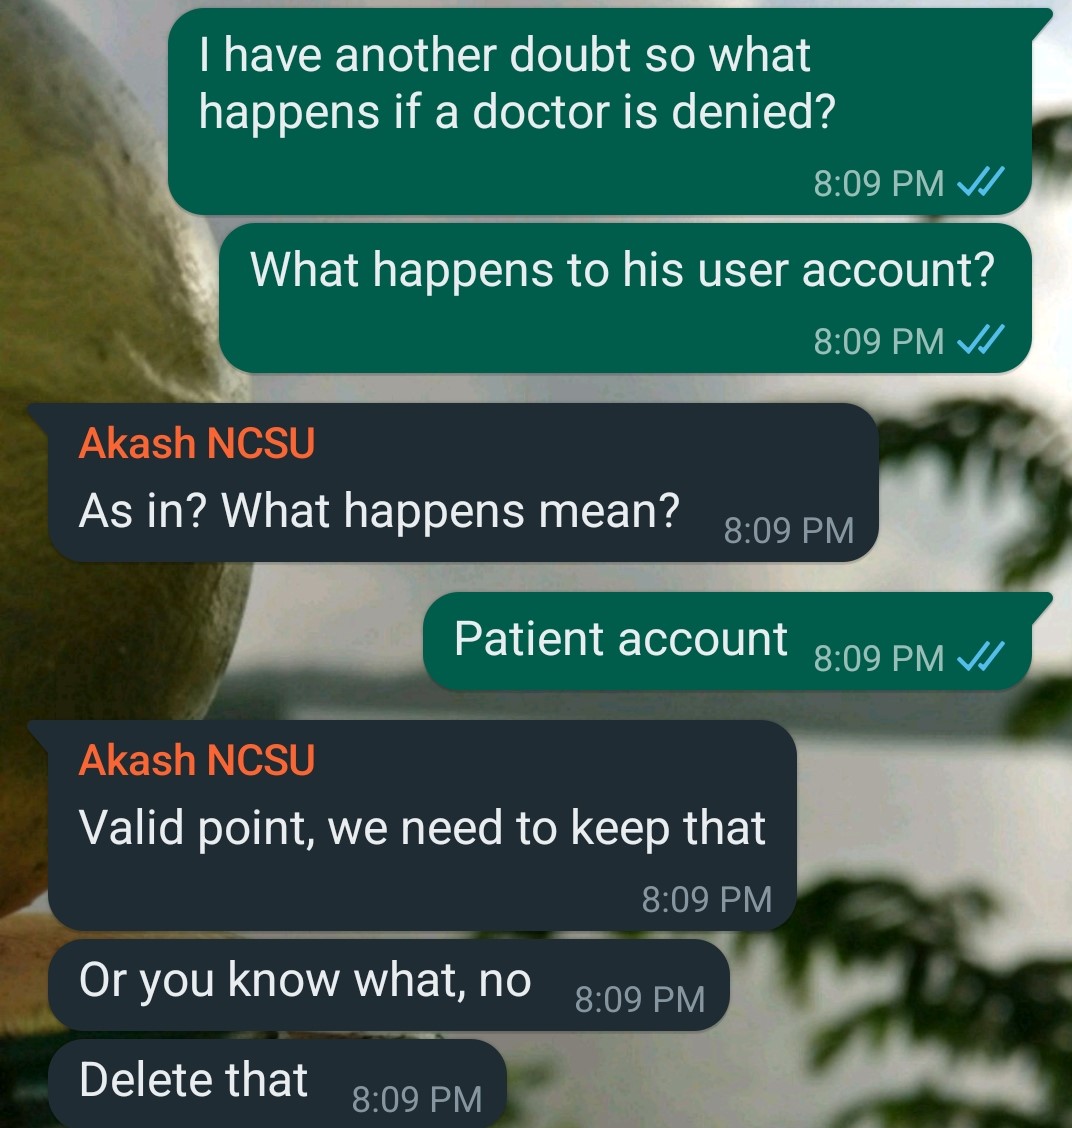 I have another doubt so what
happens if a doctor is denied?
8:09 PM
What happens to his user account?
8:09 PM
Akash NCSU
As in? What happens mean? 8:09 PM
Patient account 8:09 PM
Akash NCSU
Valid point, we need to keep that
8:09 PM
Or you know what, no 8:09 PM
Delete that 8:09 PM